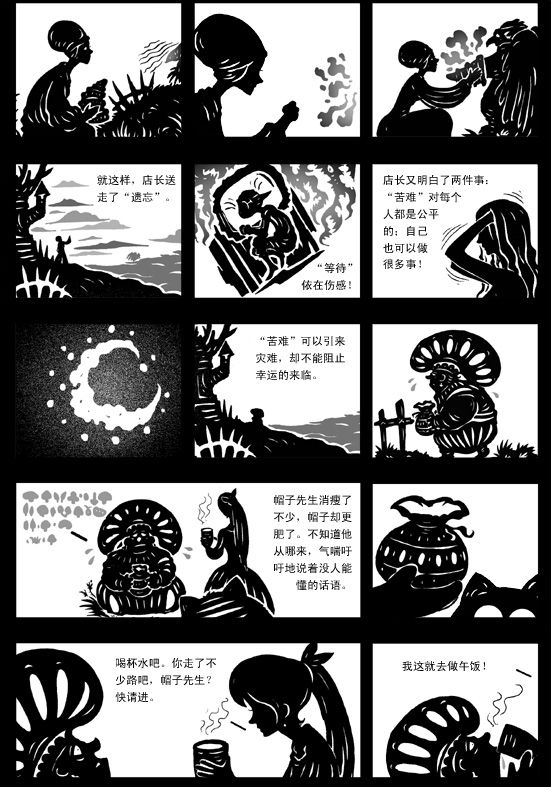 就这样，店长送
走了“遗忘”。
“等待”
依在伤感！
店长又明白了两件事：
“苦难”对每个
人都是公平
的；自己
也可以做
很多事！
“苦难”可以引来
灾难，却不能阻止
幸运的来临。
帽子先生消瘦了
不少，帽子却更
肥了。不知道他
从哪来，气喘吁
吁地说着没人能
懂的话语。
喝杯水吧。你走了不
少路吧，帽子先生？
快请进。
我这就去做午饭！